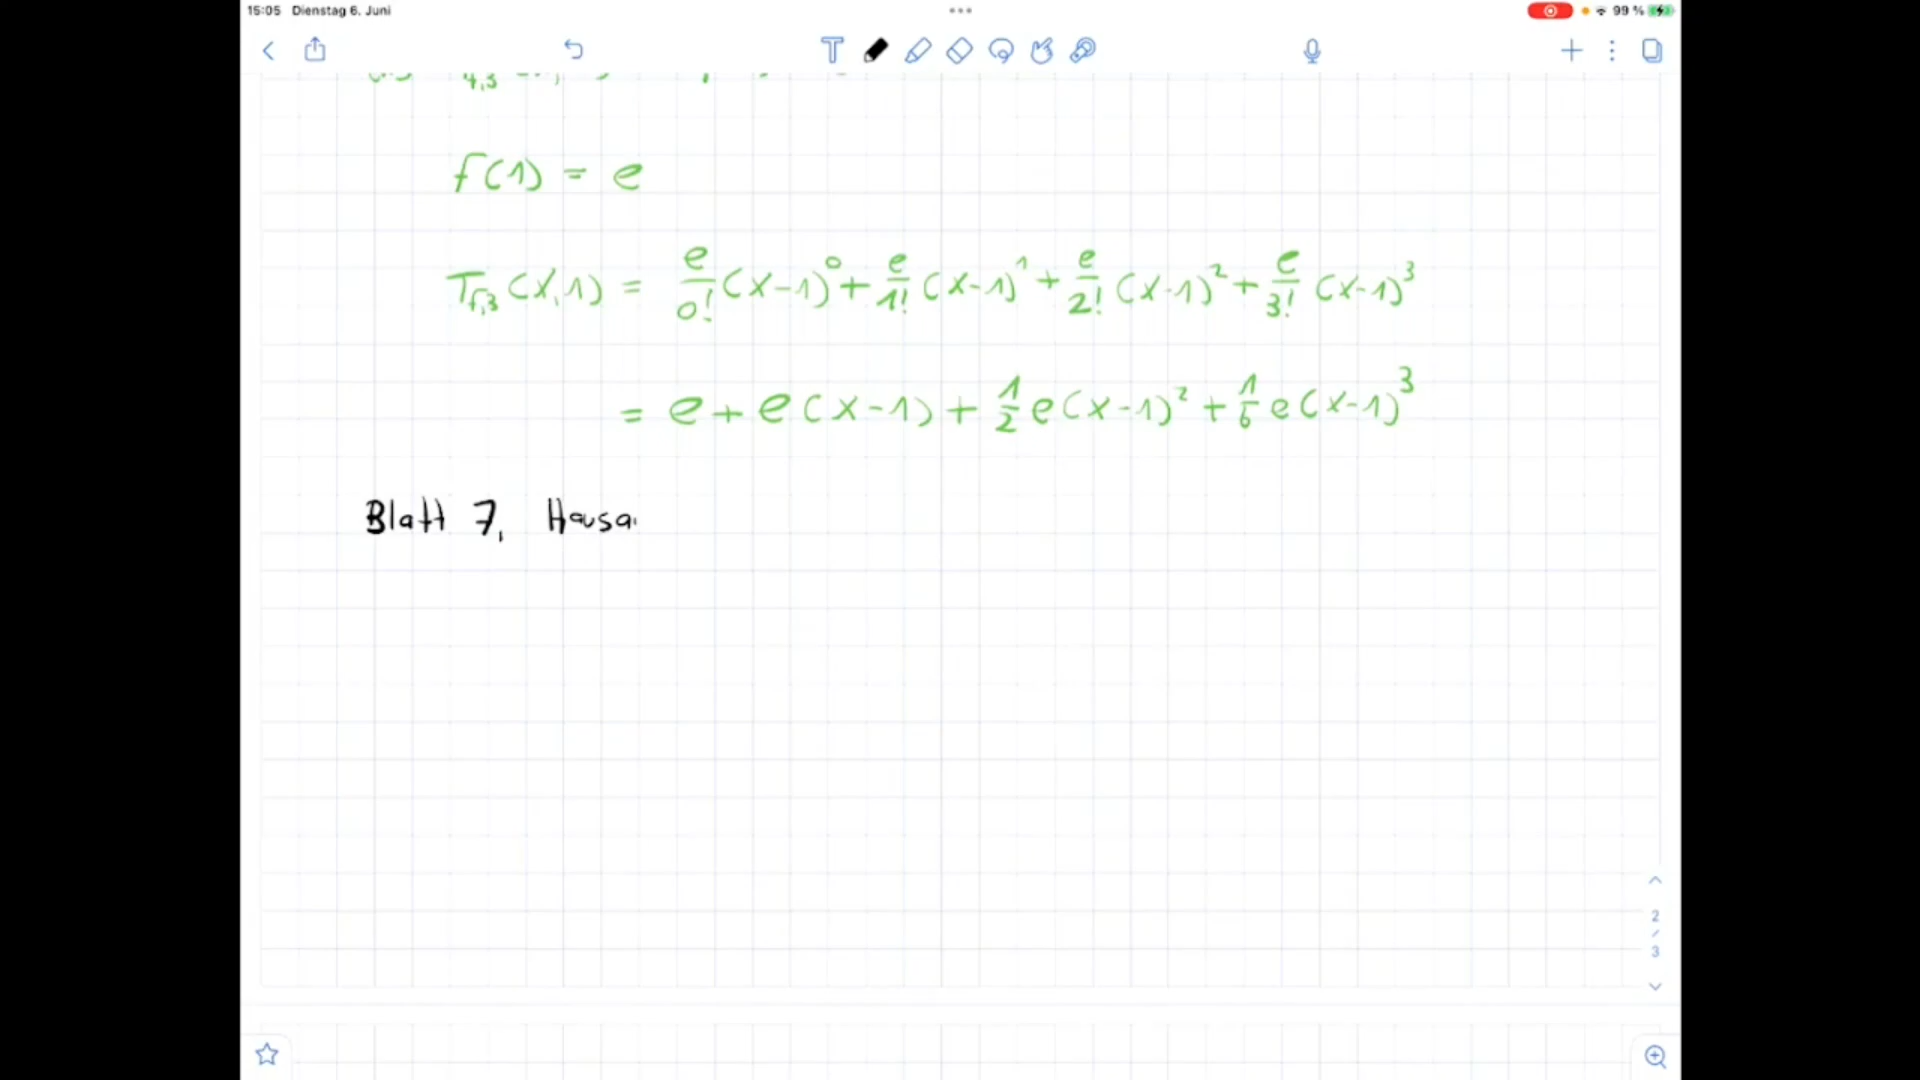 15:05 Dienstag 6. Juni
99 %
f(1) = e
T_{f,3}(x,1) = e/0! (x-1)^0 + e/1! (x-1)^1 + e/2! (x-1)^2 + e/3! (x-1)^3
= e + e(x-1) + 1/2 e(x-1)^2 + 1/6 e(x-1)^3
Blatt 7, Hausa
2
/
3